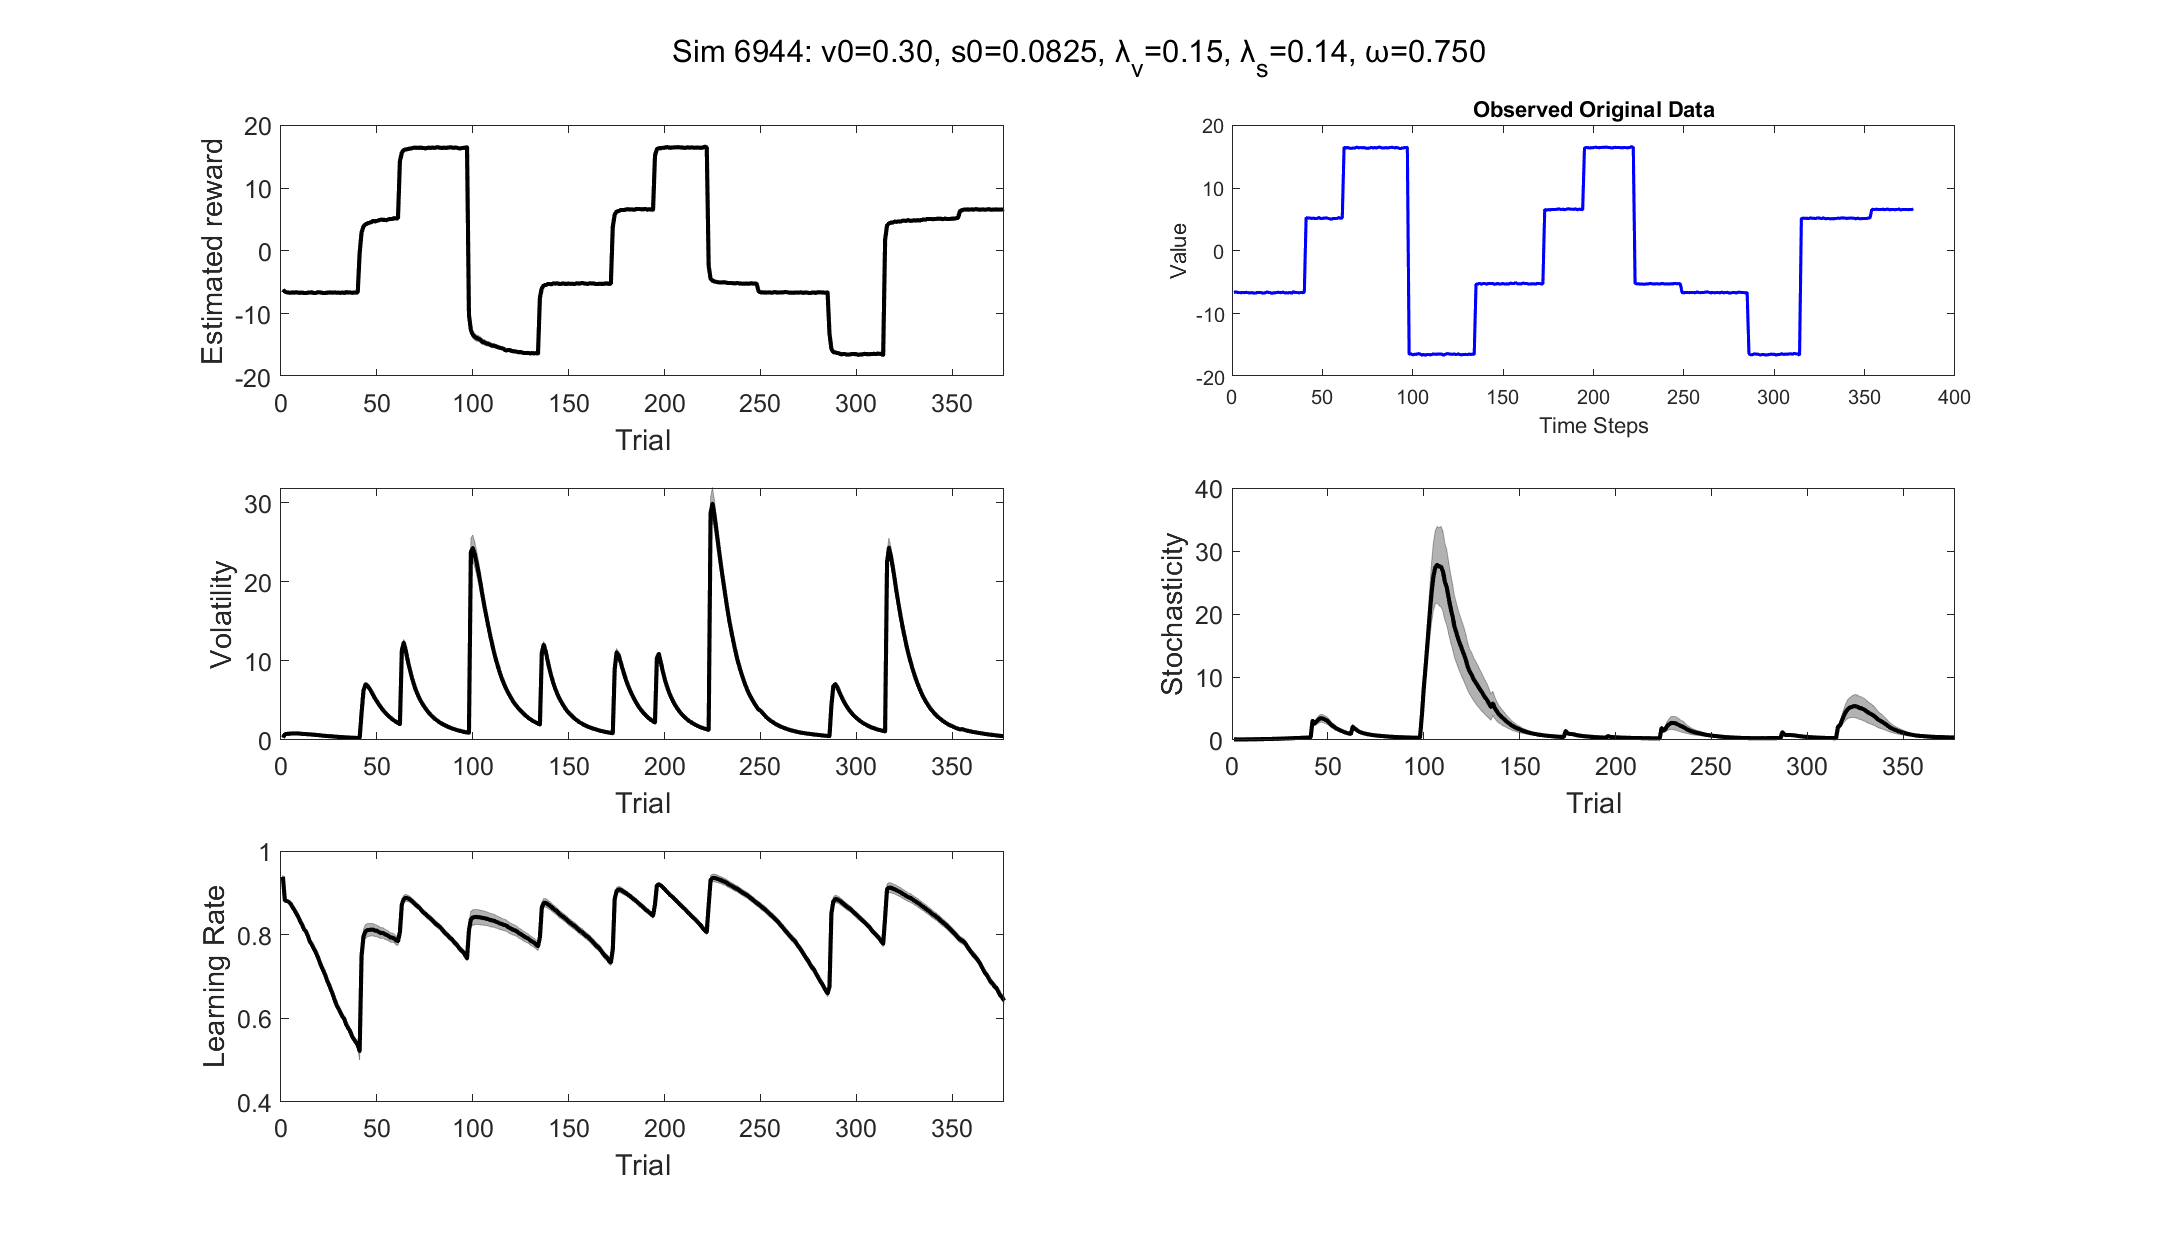 Sim 6944: v0=0.30, s0=0.0825, λ_v=0.15, λ_s=0.14, ω=0.750
Estimated reward
20
10
0
-10
-20
0 50 100 150 200 250 300 350
Trial
Observed Original Data
Value
20
10
0
-10
-20
0 50 100 150 200 250 300 350 400
Time Steps
Volatility
30
20
10
0
0 50 100 150 200 250 300 350
Trial
Stochasticity
40
30
20
10
0
0 50 100 150 200 250 300 350
Trial
Learning Rate
1
0.8
0.6
0.4
0 50 100 150 200 250 300 350
Trial